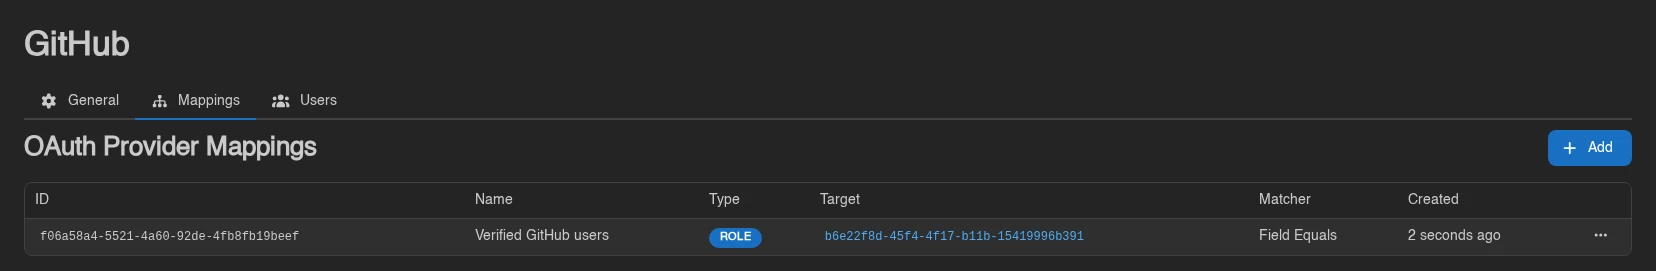 GitHub
General Mappings Users
OAuth Provider Mappings
+ Add
ID Name Type Target Matcher Created
f06a58a4-5521-4a60-92de-4fb8fb19beef Verified GitHub users ROLE b6e22f8d-45f4-4f17-b11b-15419996b391 Field Equals 2 seconds ago ...